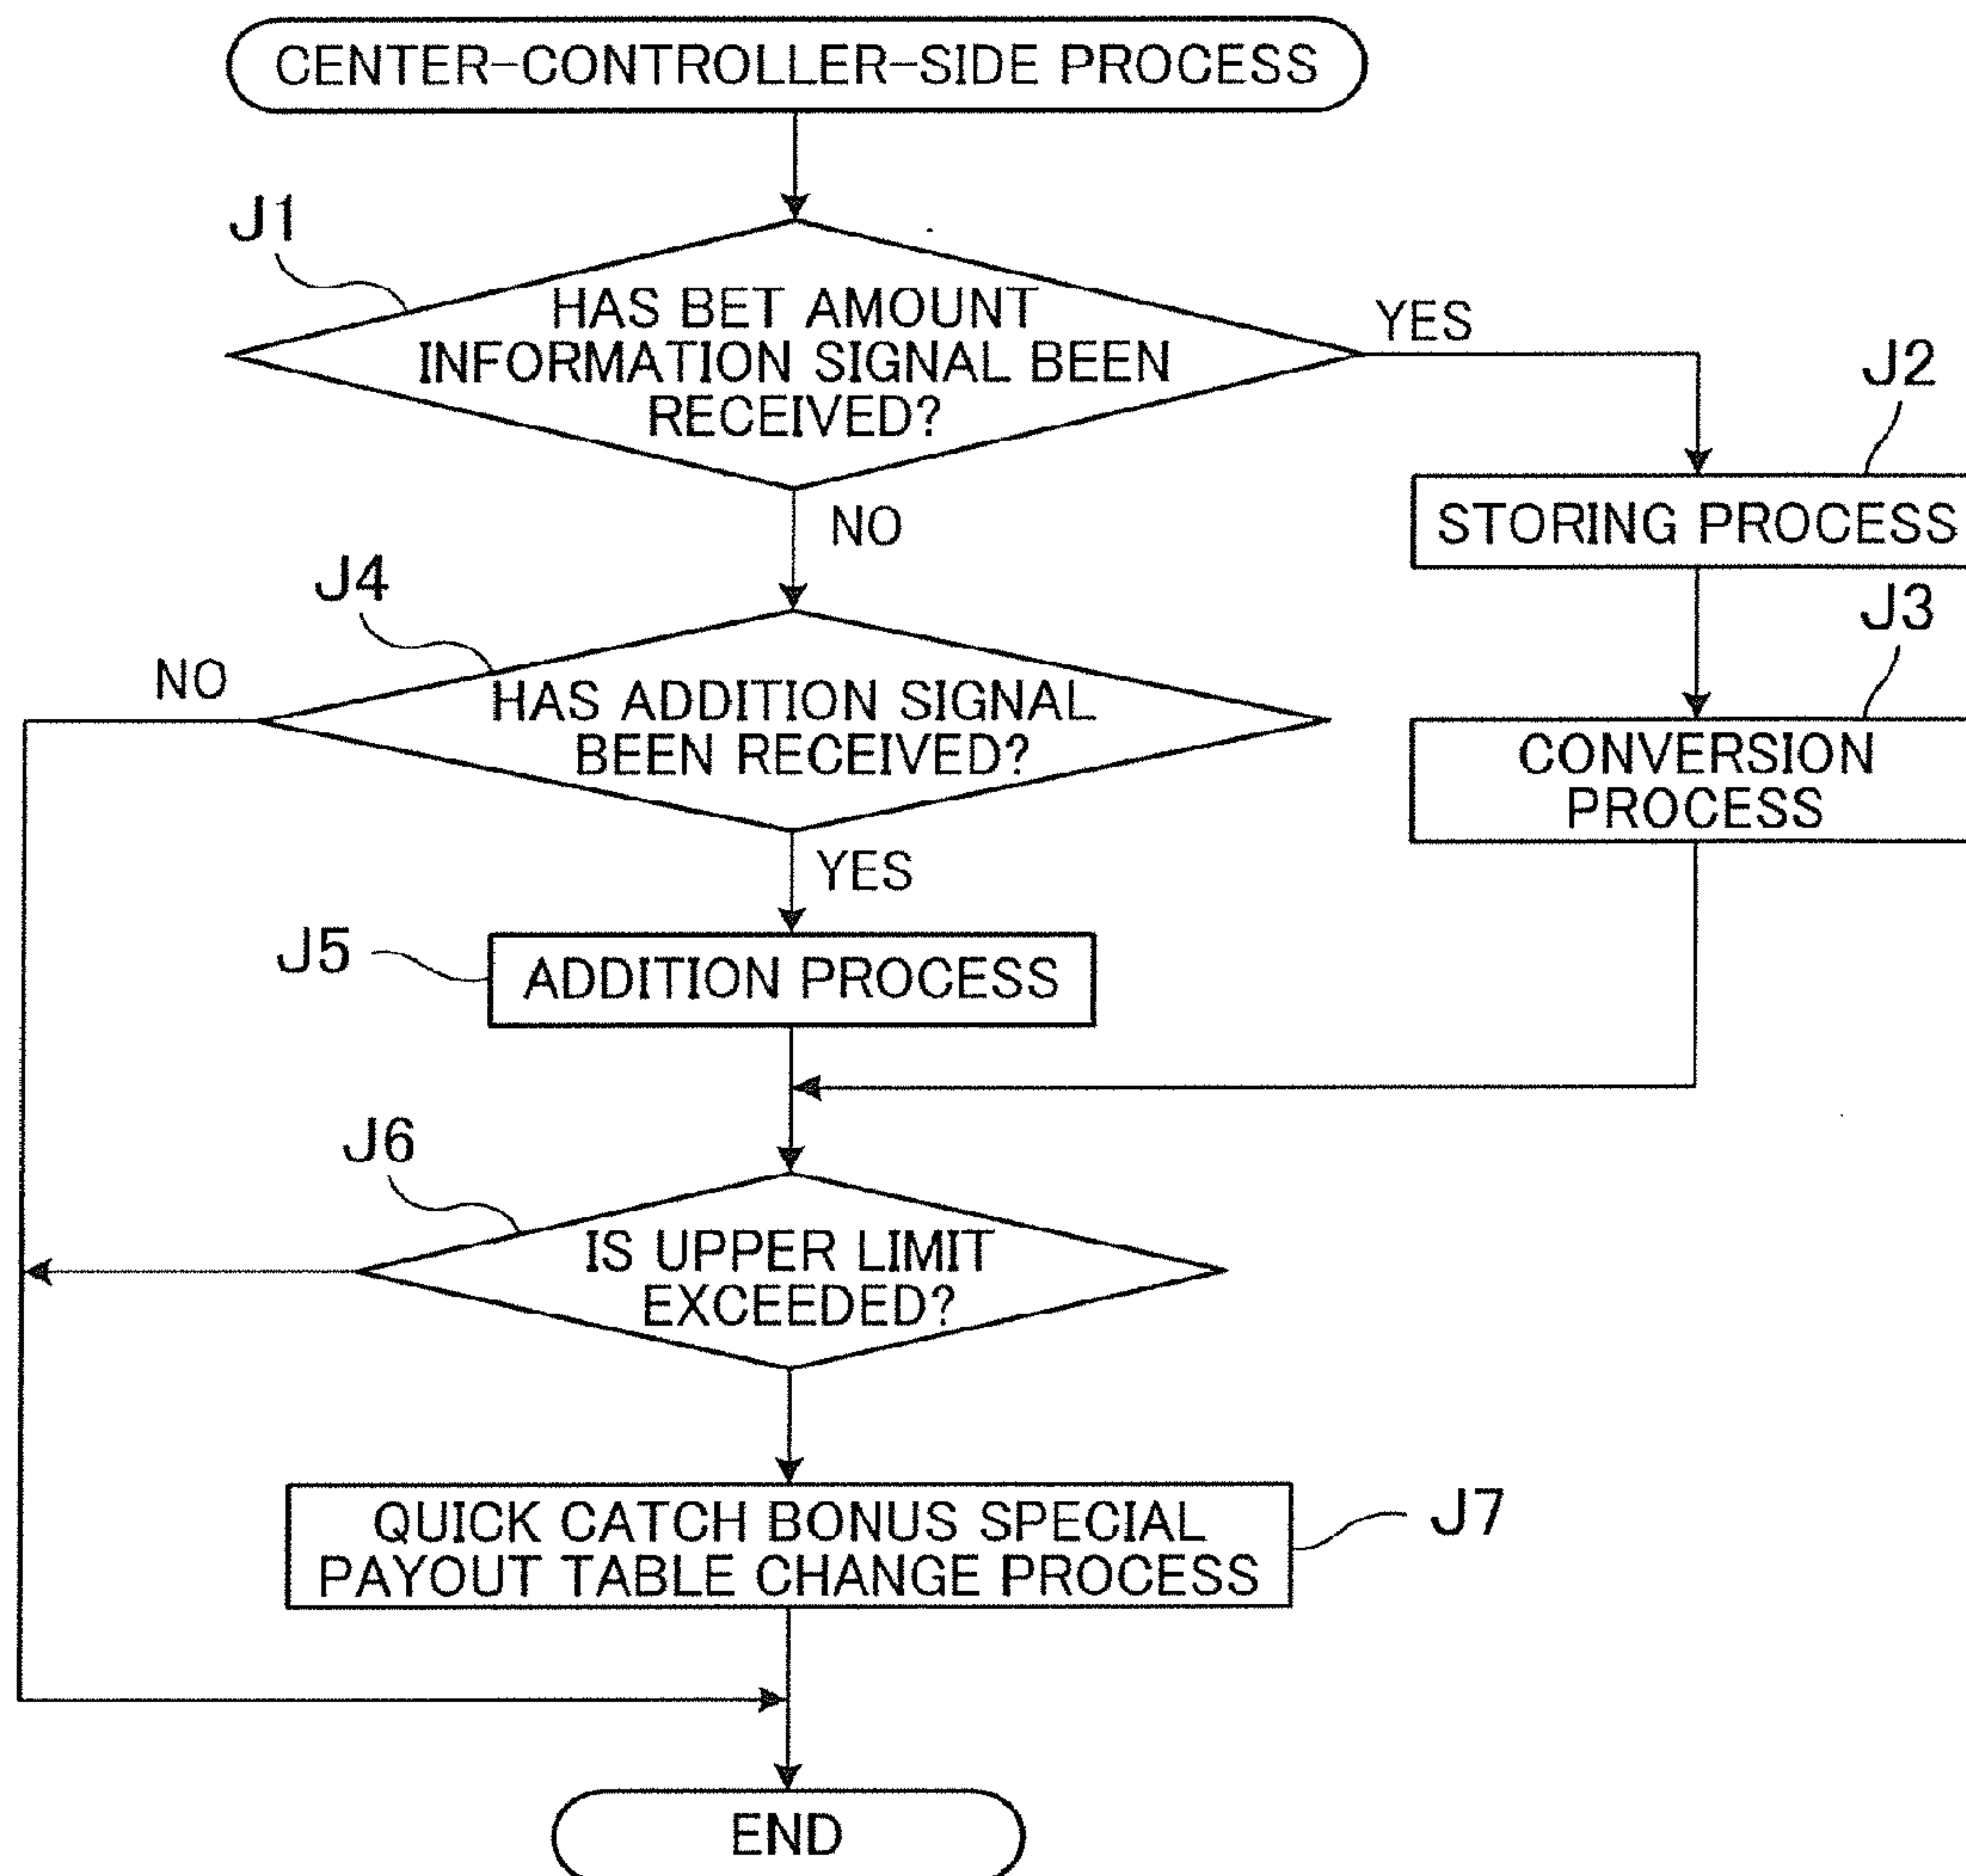 CENTER-CONTROLLER-SIDE PROCESS
J1
HAS BET AMOUNT
INFORMATION SIGNAL BEEN
RECEIVED?
YES
J2
STORING PROCESS
NO
J4
J3
NO
HAS ADDITION SIGNAL
BEEN RECEIVED?
CONVERSION
PROCESS
YES
J5
ADDITION PROCESS
J6
IS UPPER LIMIT
EXCEEDED?
QUICK CATCH BONUS SPECIAL
PAYOUT TABLE CHANGE PROCESS
J7
END